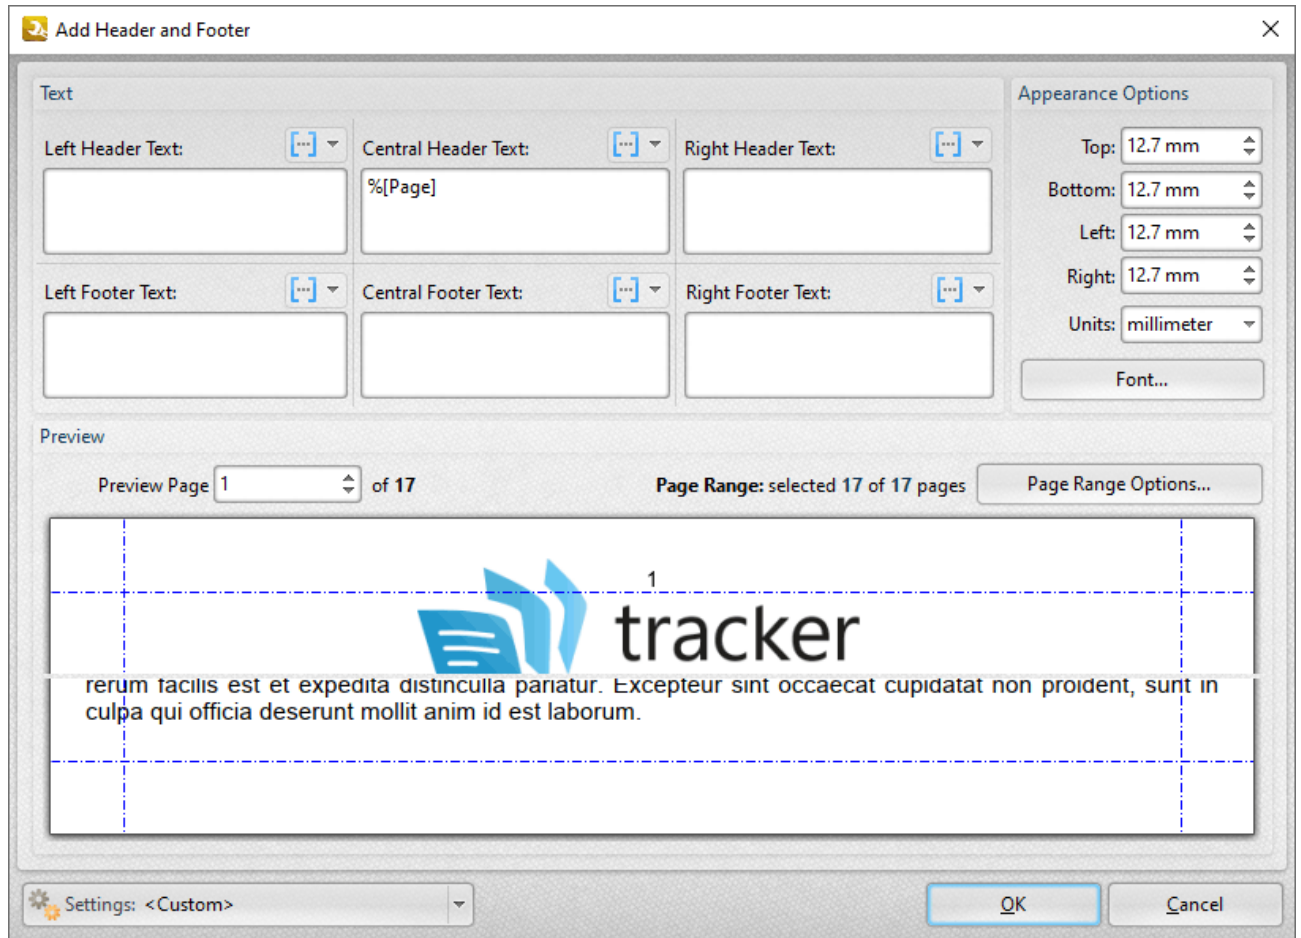 Add Header and Footer
Text
Appearance Options
Left Header Text:
Central Header Text:
Right Header Text:
%[Page]
Left Footer Text:
Central Footer Text:
Right Footer Text:
Top: 12.7 mm
Bottom: 12.7 mm
Left: 12.7 mm
Right: 12.7 mm
Units: millimeter
Font...
Preview
Preview Page 1 of 17
Page Range: selected 17 of 17 pages
Page Range Options...
1
tracker
rerum facilis est et expedita distinculla pariatur. Excepteur sint occaecat cupidatat non proident, sunt in
culpa qui officia deserunt mollit anim id est laborum.
Settings: <Custom>
OK
Cancel